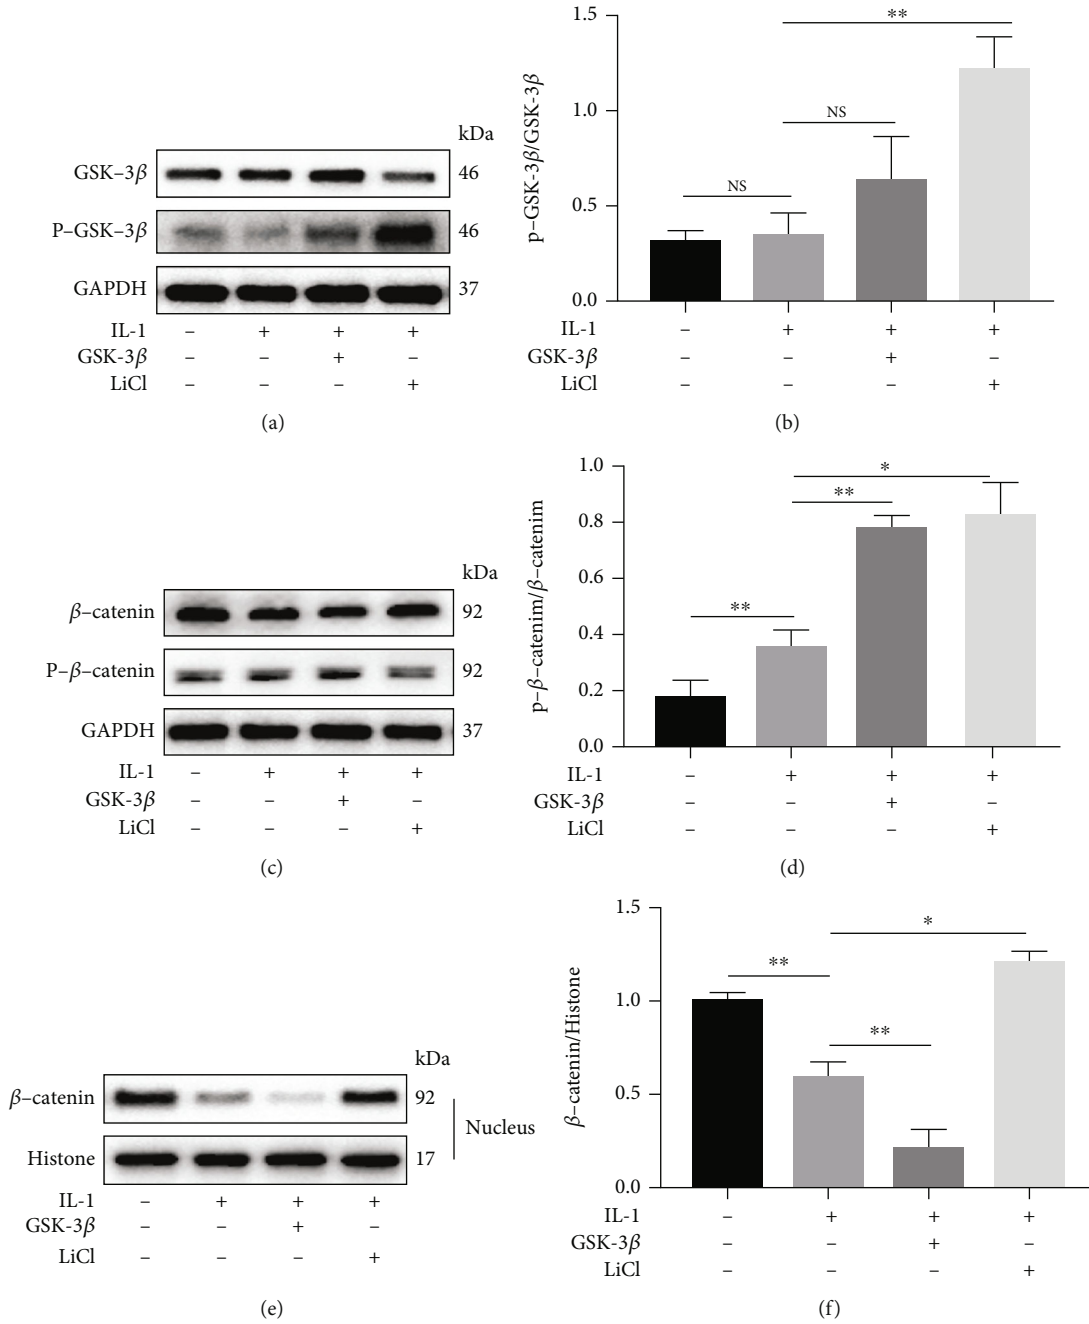 kDa
GSK–3β 46
P–GSK–3β 46
GAPDH 37
IL-1 – + + +
GSK-3β – – + –
LiCl – – – +
(a)
p–GSK-3β/GSK-3β
1.5
1.0
0.5
0.0
**
NS
NS
IL-1 – + + +
GSK-3β – – + –
LiCl – – – +
(b)
kDa
β–catenin 92
P–β–catenin 92
GAPDH 37
IL-1 – + + +
GSK-3β – – + –
LiCl – – – +
(c)
p–β–catenim/β–catenim
1.0
0.8
0.6
0.4
0.2
0.0
*
**
**
IL-1 – + + +
GSK-3β – – + –
LiCl – – – +
(d)
kDa
β–catenin 92
Nucleus
Histone 17
IL-1 – + + +
GSK-3β – – + –
LiCl – – – +
(e)
β–catenin/Histone
1.5
1.0
0.5
0.0
*
**
**
IL-1 – + + +
GSK-3β – – + –
LiCl – – – +
(f)